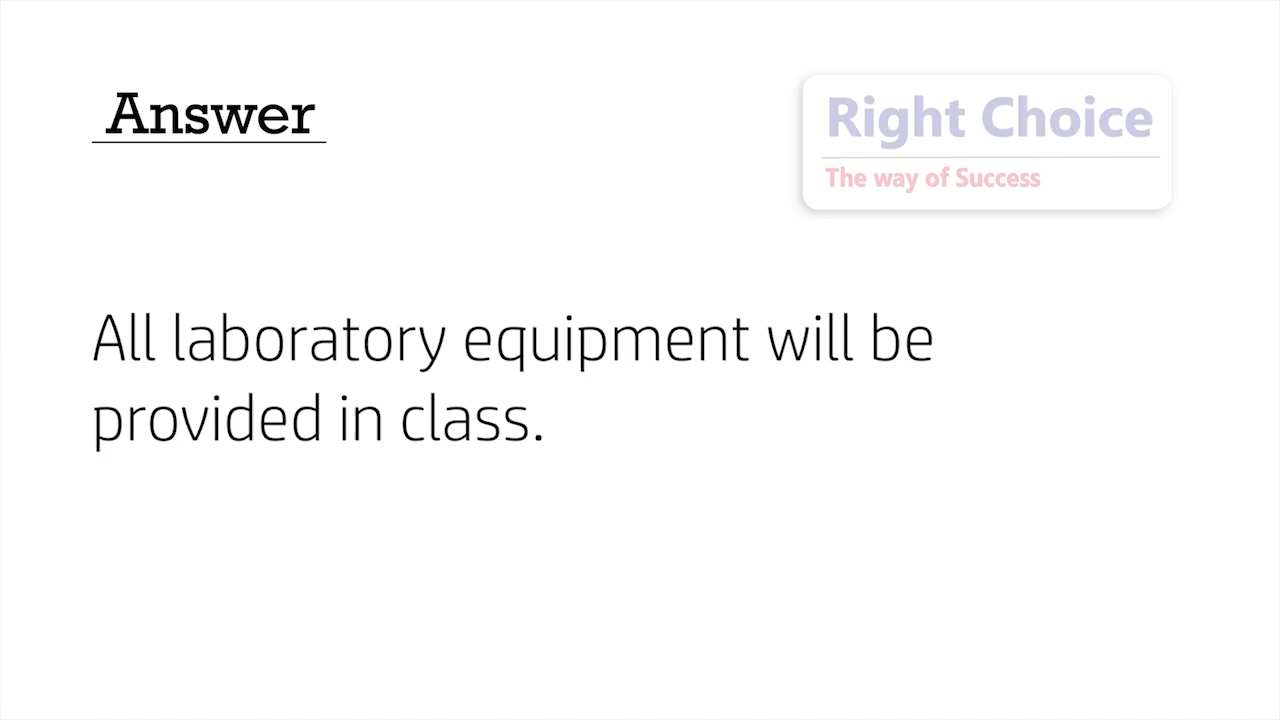 Answer
Right Choice
The way of Success
All laboratory equipment will be
provided in class.